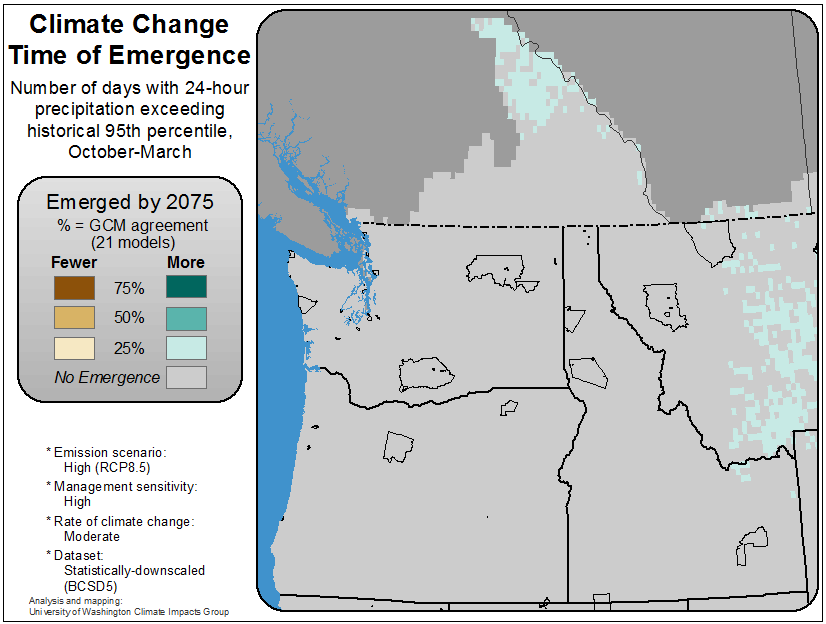 Climate Change
Time of Emergence
Number of days with 24-hour
precipitation exceeding
historical 95th percentile,
October-March
Emerged by 2075
% = GCM agreement
(21 models)
Fewer More
75%
50%
25%
No Emergence
* Emission scenario:
High (RCP8.5)
* Management sensitivity:
High
* Rate of climate change:
Moderate
* Dataset:
Statistically-downscaled
(BCSD5)
Analysis and mapping:
University of Washington Climate Impacts Group